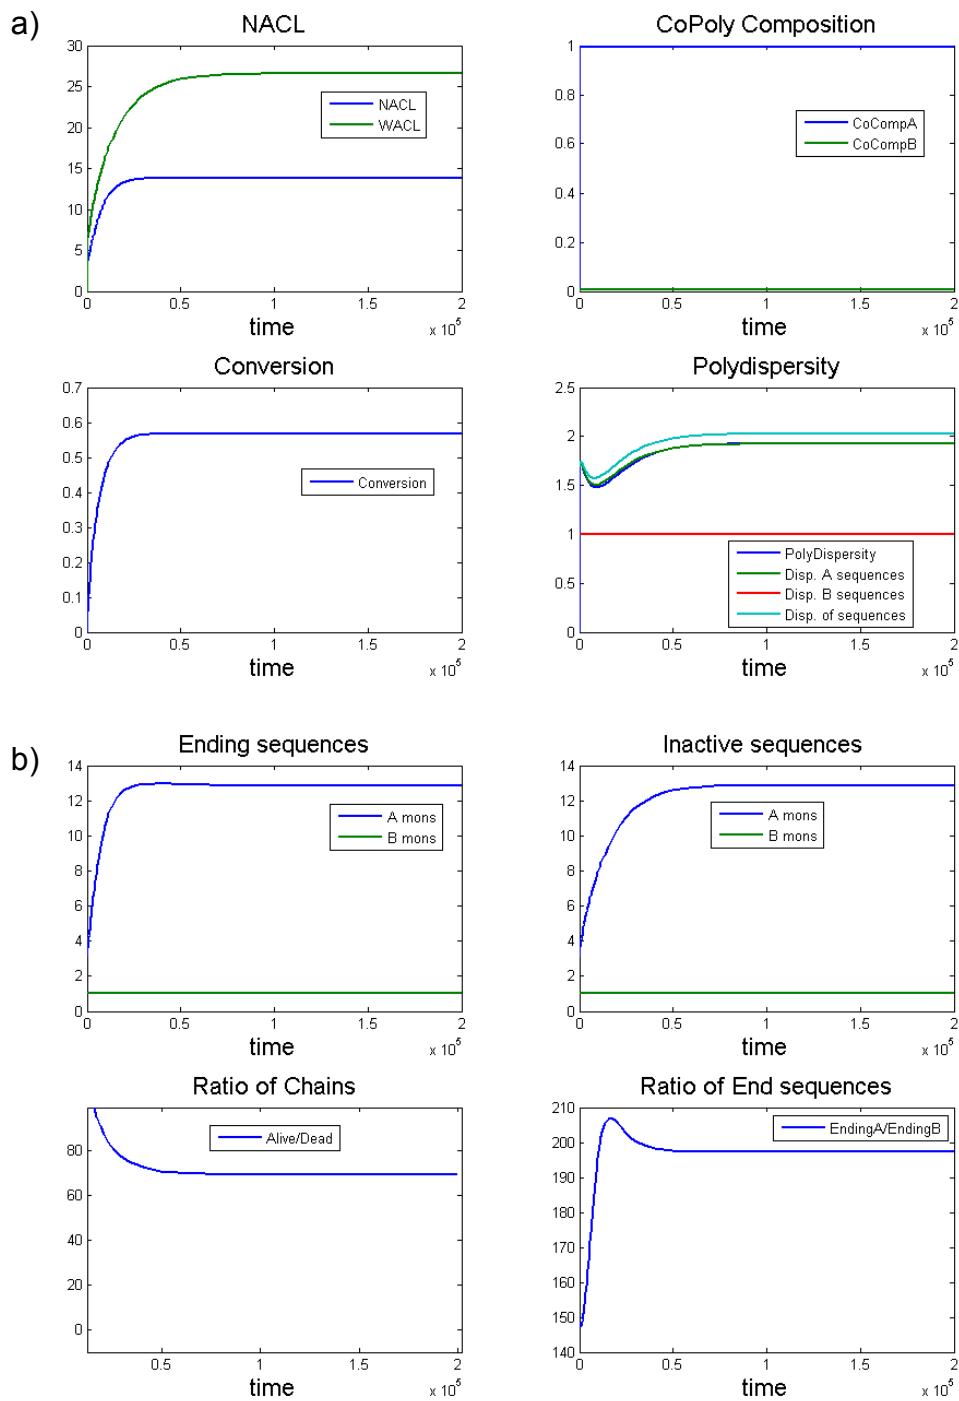 a)
NACL
30
25
20
15
10
5
0
NACL
WACL
0 0.5 1 1.5 2
x 10^5
time
CoPoly Composition
1
0.8
0.6
0.4
0.2
0
CoCompA
CoCompB
0 0.5 1 1.5 2
x 10^5
time
Conversion
0.7
0.6
0.5
0.4
0.3
0.2
0.1
0
Conversion
0 0.5 1 1.5 2
x 10^5
time
Polydispersity
2.5
2
1.5
1
0.5
0
PolyDispersity
Disp. A sequences
Disp. B sequences
Disp. of sequences
0 0.5 1 1.5 2
x 10^5
time
b)
Ending sequences
14
12
10
8
6
4
2
0
A mons
B mons
0 0.5 1 1.5 2
x 10^5
time
Inactive sequences
14
12
10
8
6
4
2
0
A mons
B mons
0 0.5 1 1.5 2
x 10^5
time
Ratio of Chains
80
60
40
20
0
Alive/Dead
0.5 1 1.5 2
x 10^5
time
Ratio of End sequences
210
200
190
180
170
160
150
140
EndingA/EndingB
0 0.5 1 1.5 2
x 10^5
time